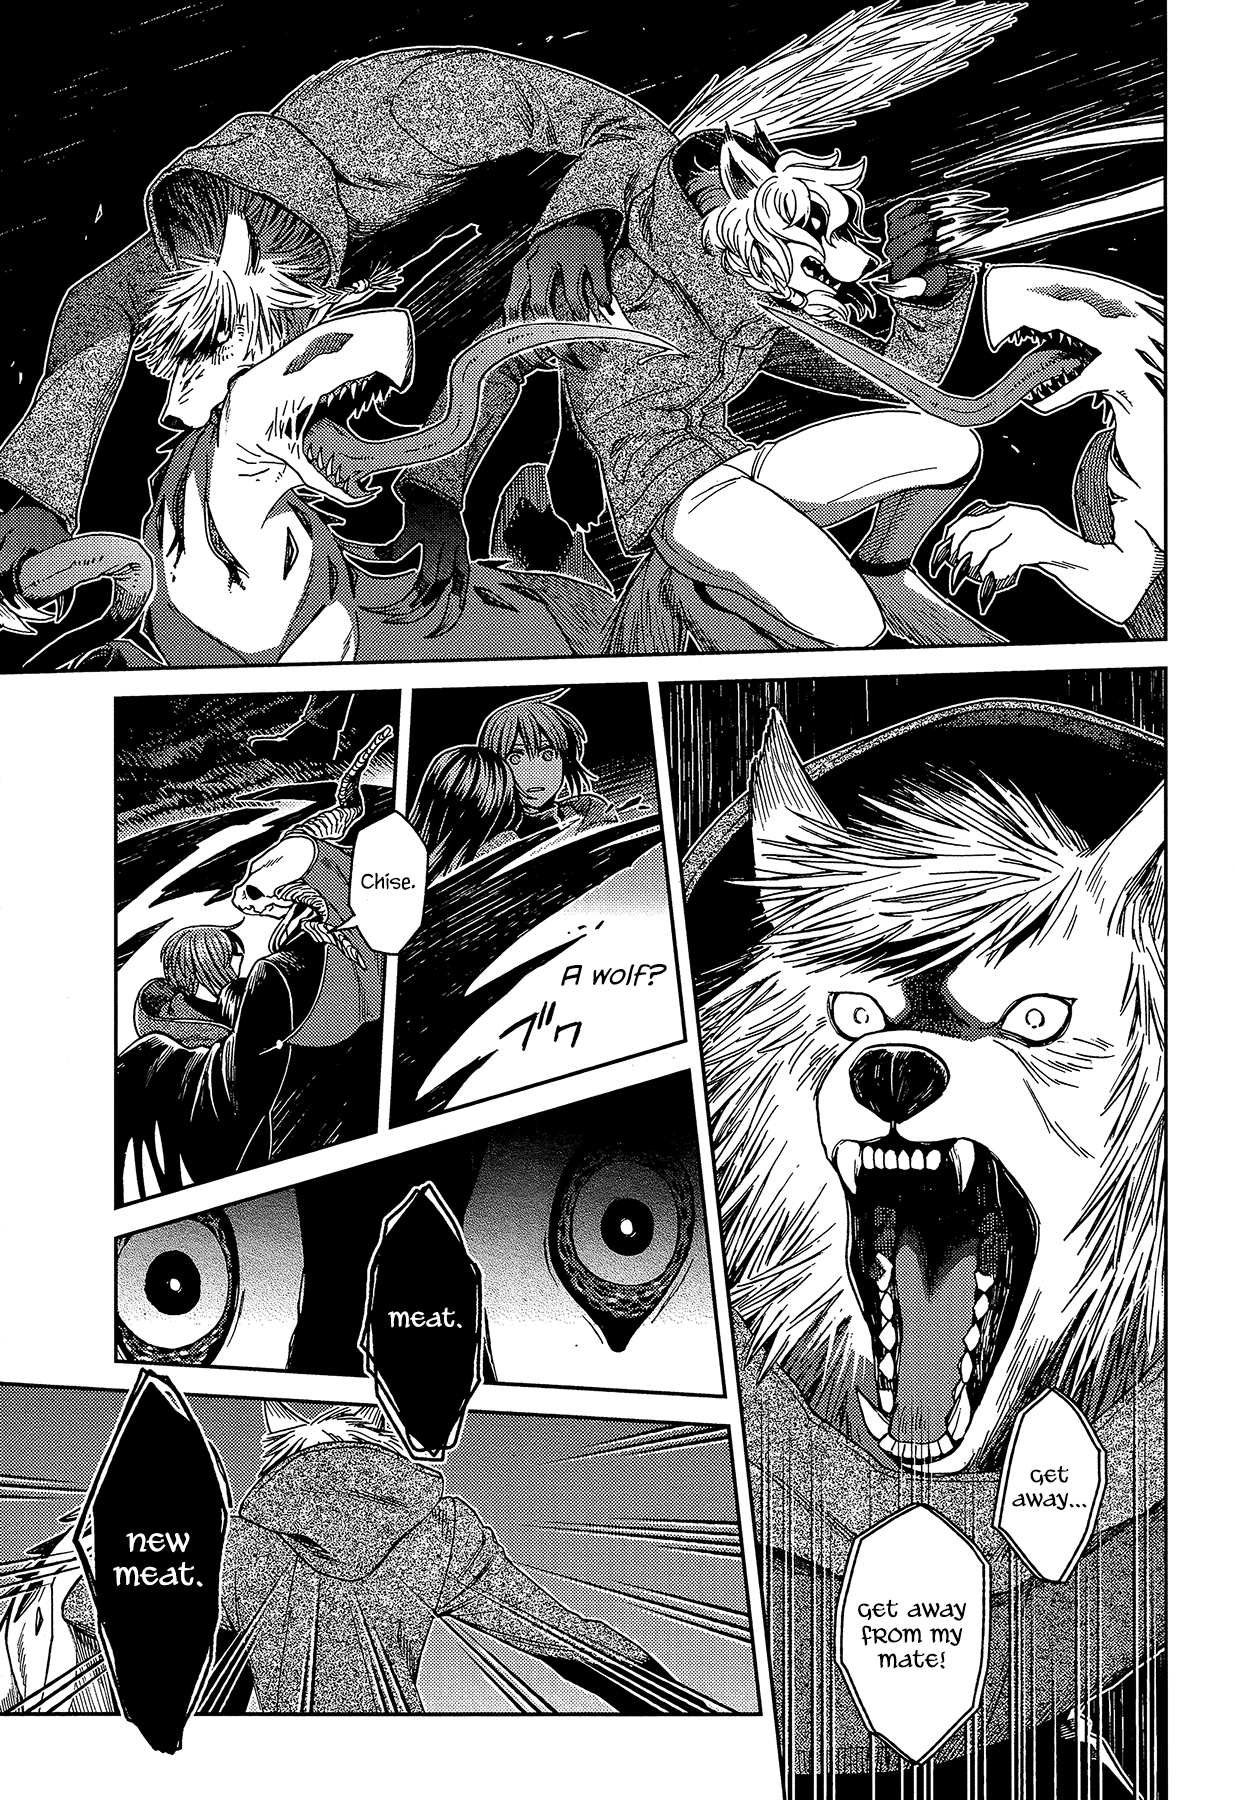 Get
away...
Get away
from my
mate!
A wolf?
ブワ
Chise.
meat.
new
meat.